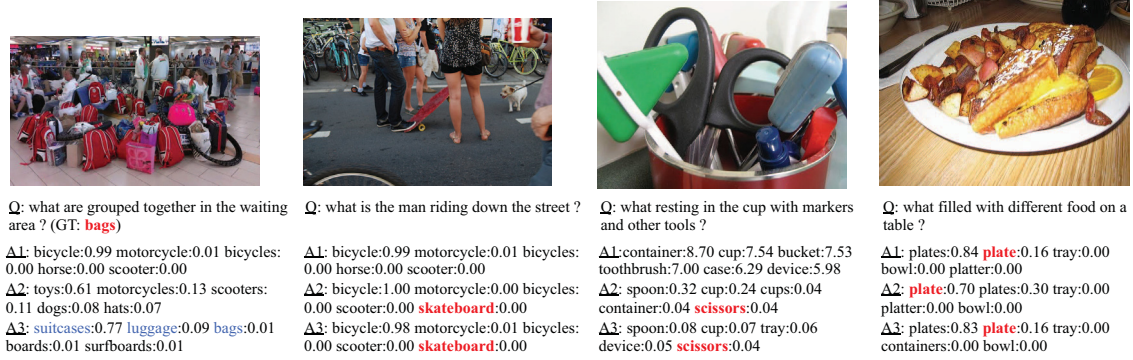 Q: what are grouped together in the waiting
area ? (GT: bags)
A1: bicycle:0.99 motorcycle:0.01 bicycles:
0.00 horse:0.00 scooter:0.00
A2: toys:0.61 motorcycles:0.13 scooters:
0.11 dogs:0.08 hats:0.07
A3: suitcases:0.77 luggage:0.09 bags:0.01
boards:0.01 surfboards:0.01
Q: what is the man riding down the street ?
A1: bicycle:0.99 motorcycle:0.01 bicycles:
0.00 horse:0.00 scooter:0.00
A2: bicycle:1.00 motorcycle:0.00 bicycles:
0.00 scooter:0.00 skateboard:0.00
A3: bicycle:0.98 motorcycle:0.01 bicycles:
0.00 scooter:0.00 skateboard:0.00
Q: what resting in the cup with markers
and other tools ?
A1:container:8.70 cup:7.54 bucket:7.53
toothbrush:7.00 case:6.29 device:5.98
A2: spoon:0.32 cup:0.24 cups:0.04
container:0.04 scissors:0.04
A3: spoon:0.08 cup:0.07 tray:0.06
device:0.05 scissors:0.04
Q: what filled with different food on a
table ?
A1: plates:0.84 plate:0.16 tray:0.00
bowl:0.00 platter:0.00
A2: plate:0.70 plates:0.30 tray:0.00
platter:0.00 bowl:0.00
A3: plates:0.83 plate:0.16 tray:0.00
containers:0.00 bowl:0.00